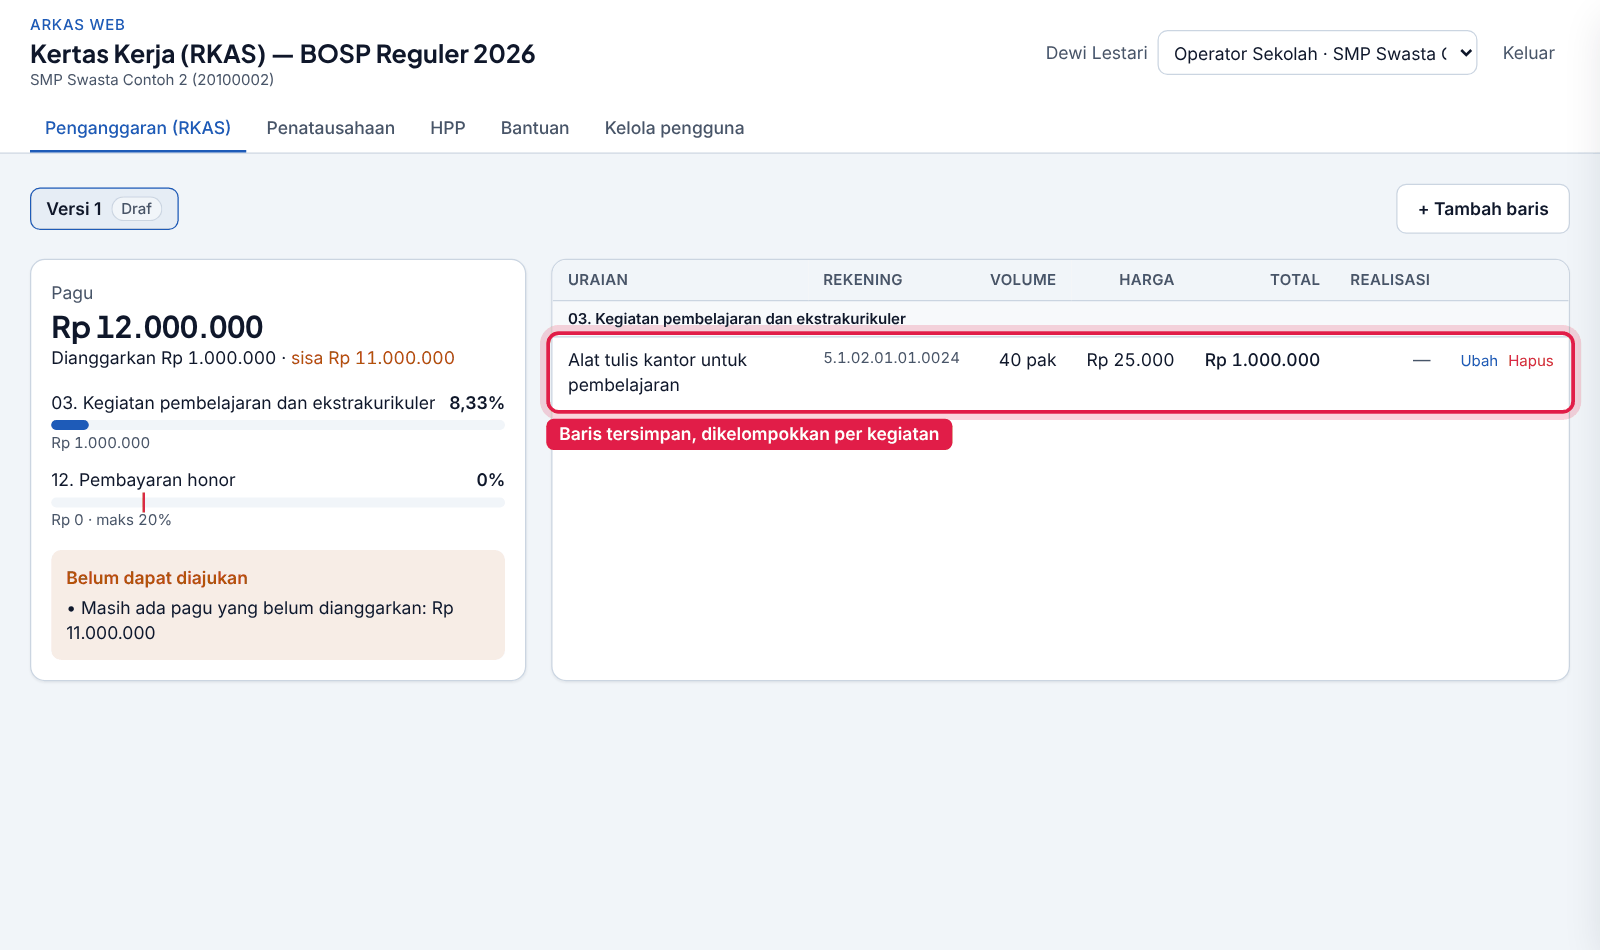 ARKAS WEB
Kertas Kerja (RKAS) — BOSP Reguler 2026
SMP Swasta Contoh 2 (20100002)
Dewi Lestari
Operator Sekolah · SMP Swasta
Keluar
Penganggaran (RKAS) Penatausahaan HPP Bantuan Kelola pengguna
Versi 1 Draf
+ Tambah baris
Pagu
Rp 12.000.000
Dianggarkan Rp 1.000.000 · sisa Rp 11.000.000
03. Kegiatan pembelajaran dan ekstrakurikuler 8,33%
Rp 1.000.000
12. Pembayaran honor 0%
Rp 0 · maks 20%
Belum dapat diajukan
• Masih ada pagu yang belum dianggarkan: Rp
11.000.000
URAIAN REKENING VOLUME HARGA TOTAL REALISASI
03. Kegiatan pembelajaran dan ekstrakurikuler
Alat tulis kantor untuk 5.1.02.01.01.0024 40 pak Rp 25.000 Rp 1.000.000 — Ubah Hapus
pembelajaran
Baris tersimpan, dikelompokkan per kegiatan